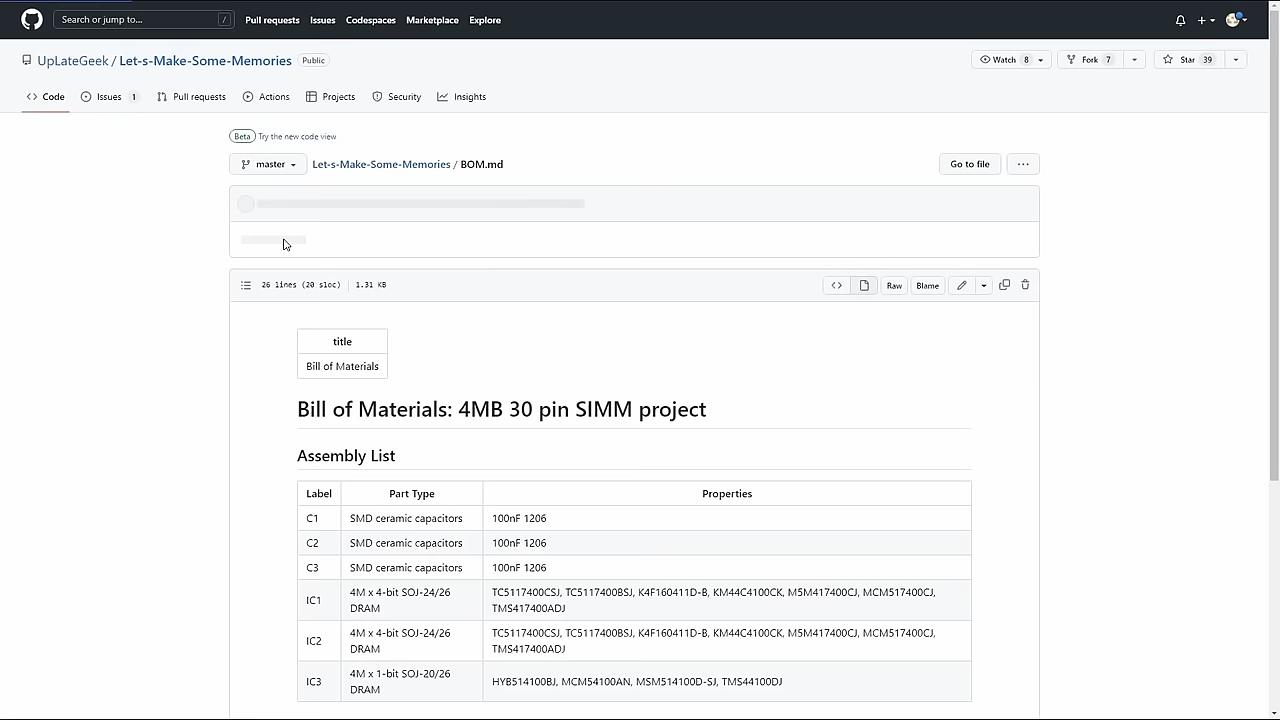 Search or jump to... /
Pull requests Issues Codespaces Marketplace Explore
UpLateGeek / Let-s-Make-Some-Memories Public
Watch 8 Fork 7 Star 39
Code Issues 1 Pull requests Actions Projects Security Insights
Beta Try the new code view
master Let-s-Make-Some-Memories / BOM.md Go to file ...
26 lines (20 sloc) 1.31 KB Raw Blame
title
Bill of Materials
Bill of Materials: 4MB 30 pin SIMM project
Assembly List
Label Part Type Properties
C1 SMD ceramic capacitors 100nF 1206
C2 SMD ceramic capacitors 100nF 1206
C3 SMD ceramic capacitors 100nF 1206
IC1 4M x 4-bit SOJ-24/26 DRAM TC5117400CSJ, TC5117400BSJ, K4F160411D-B, KM44C4100CK, M5M417400CJ, MCM517400CJ,
TMS417400ADJ
IC2 4M x 4-bit SOJ-24/26 DRAM TC5117400CSJ, TC5117400BSJ, K4F160411D-B, KM44C4100CK, M5M417400CJ, MCM517400CJ,
TMS417400ADJ
IC3 4M x 1-bit SOJ-20/26 DRAM HYB514100BJ, MCM54100AN, MSM514100D-SJ, TMS44100DJ